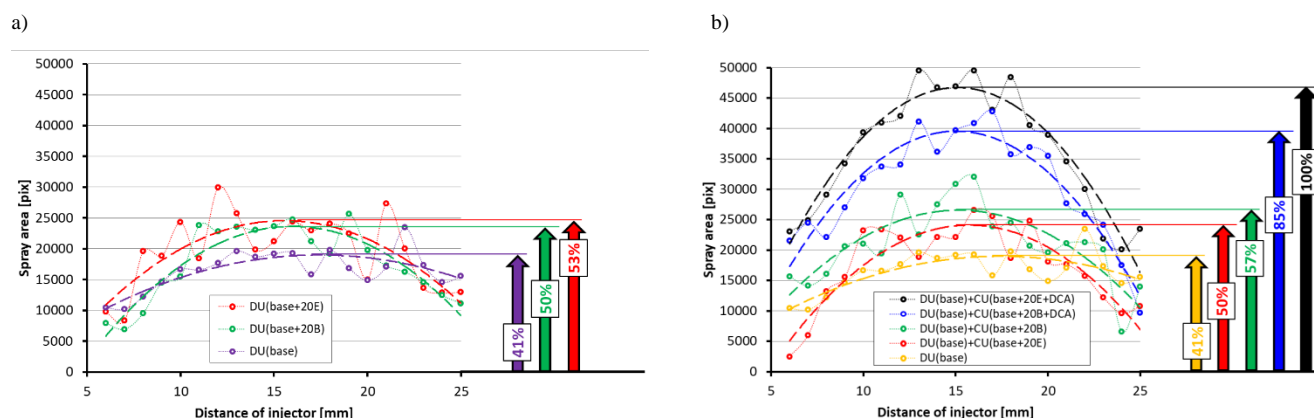 a)
b)
50000
45000
40000
35000
30000
25000
20000
15000
10000
5000
0
Spray area [pix]
5
10
15
20
25
Distance of injector [mm]
DU(base+20E)
DU(base+20B)
DU(base)
41%
50%
53%
50000
45000
40000
35000
30000
25000
20000
15000
10000
5000
0
Spray area [pix]
5
10
15
20
25
Distance of injector [mm]
DU(base)+CU(base+20E+DCA)
DU(base)+CU(base+20B+DCA)
DU(base)+CU(base+20B)
DU(base)+CU(base+20E)
DU(base)
41%
50%
57%
85%
100%